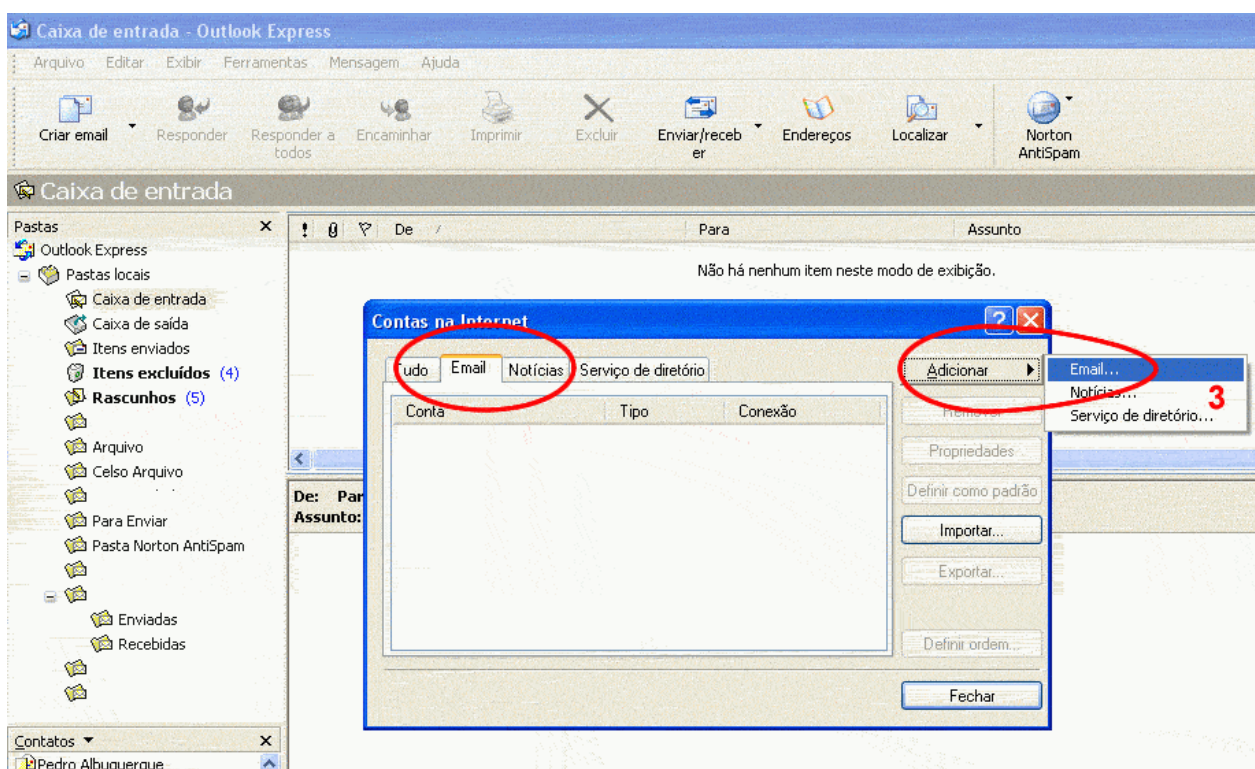 Caixa de entrada - Outlook Express
Arquivo Editar Exibir Ferramentas Mensagem Ajuda
Criar email Responder Responder a todos Encaminhar Imprimir Excluir Enviar/receber Endereços Localizar Norton AntiSpam
Caixa de entrada
Pastas
! De Para Assunto
Outlook Express
Pastas locais
Não há nenhum item neste modo de exibição.
Caixa de entrada
Caixa de saída
Itens enviados
Itens excluídos (4)
Rascunhos (5)
Arquivo
Celso Arquivo
Para Enviar
Pasta Norton AntiSpam
Enviadas
Recebidas
Contatos
Pedro Albuquerque
De: Par
Assunto:
Contas na Internet
Tudo Email Notícias Serviço de diretório
Conta Tipo Conexão
Adicionar
Remover
Propriedades
Definir como padrão
Importar...
Exportar...
Definir ordem...
Fechar
Email...
Notícias...
3
Serviço de diretório...